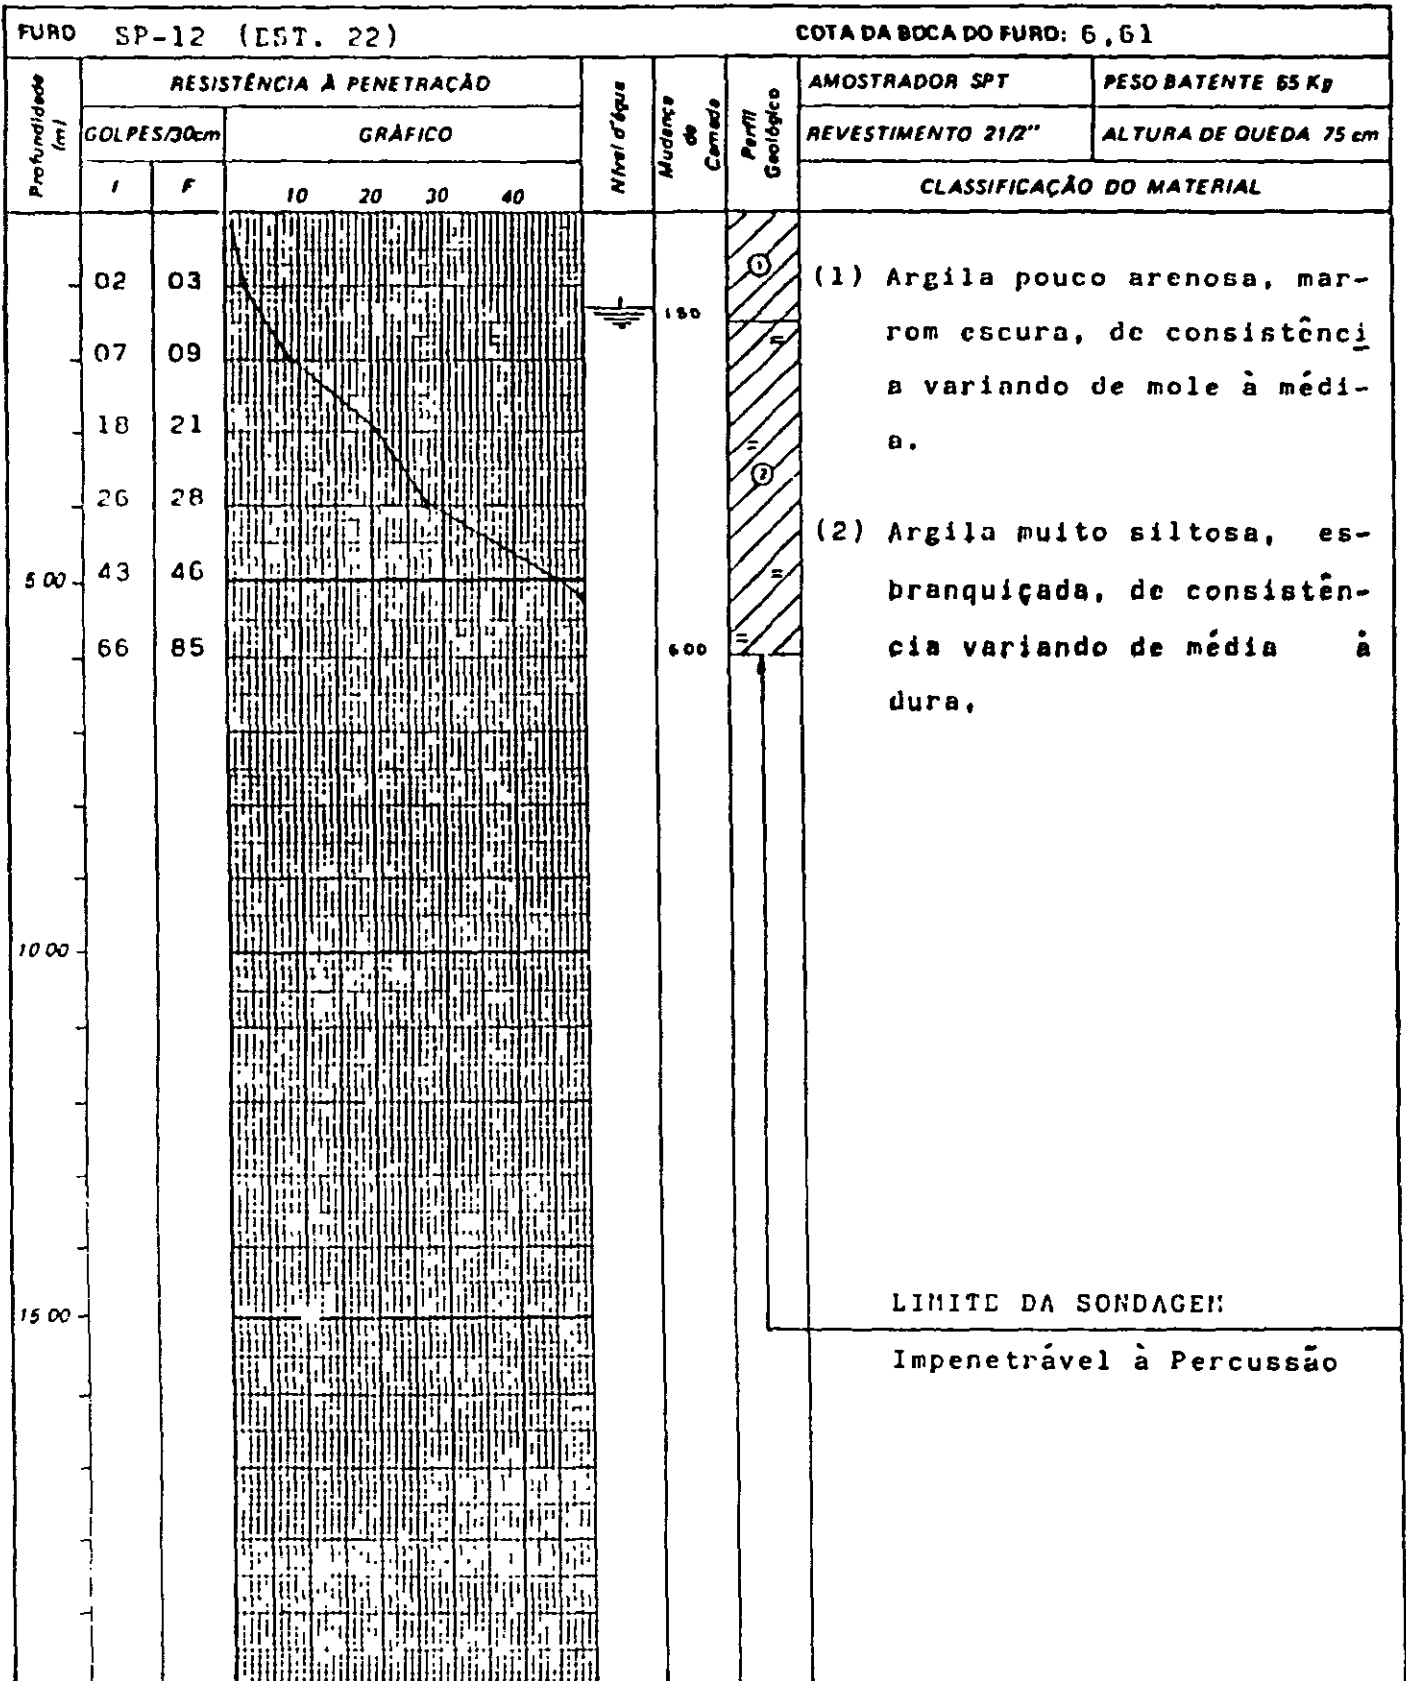 FURO SP-12 (EST. 22) COTA DA BOCA DO FURO: 6,61
Profundidade (m)
RESISTÊNCIA À PENETRAÇÃO
GOLPES/30cm GRÁFICO
I F 10 20 30 40
Nível d'água
Mudança de Camada
Perfil Geológico
AMOSTRADOR SPT PESO BATENTE 65 Kg
REVESTIMENTO 21/2" ALTURA DE QUEDA 75 cm
CLASSIFICAÇÃO DO MATERIAL
02 03
07 09
18 21
26 28
5 00 43 46
66 85
10 00
15 00
150
600
1
2
(1) Argila pouco arenosa, mar-
rom escura, de consistênci
a variando de mole à médi-
a.
(2) Argila muito siltosa, es-
branquiçada, de consistên-
cia variando de média à
dura.
LIMITE DA SONDAGEM
Impenetrável à Percussão